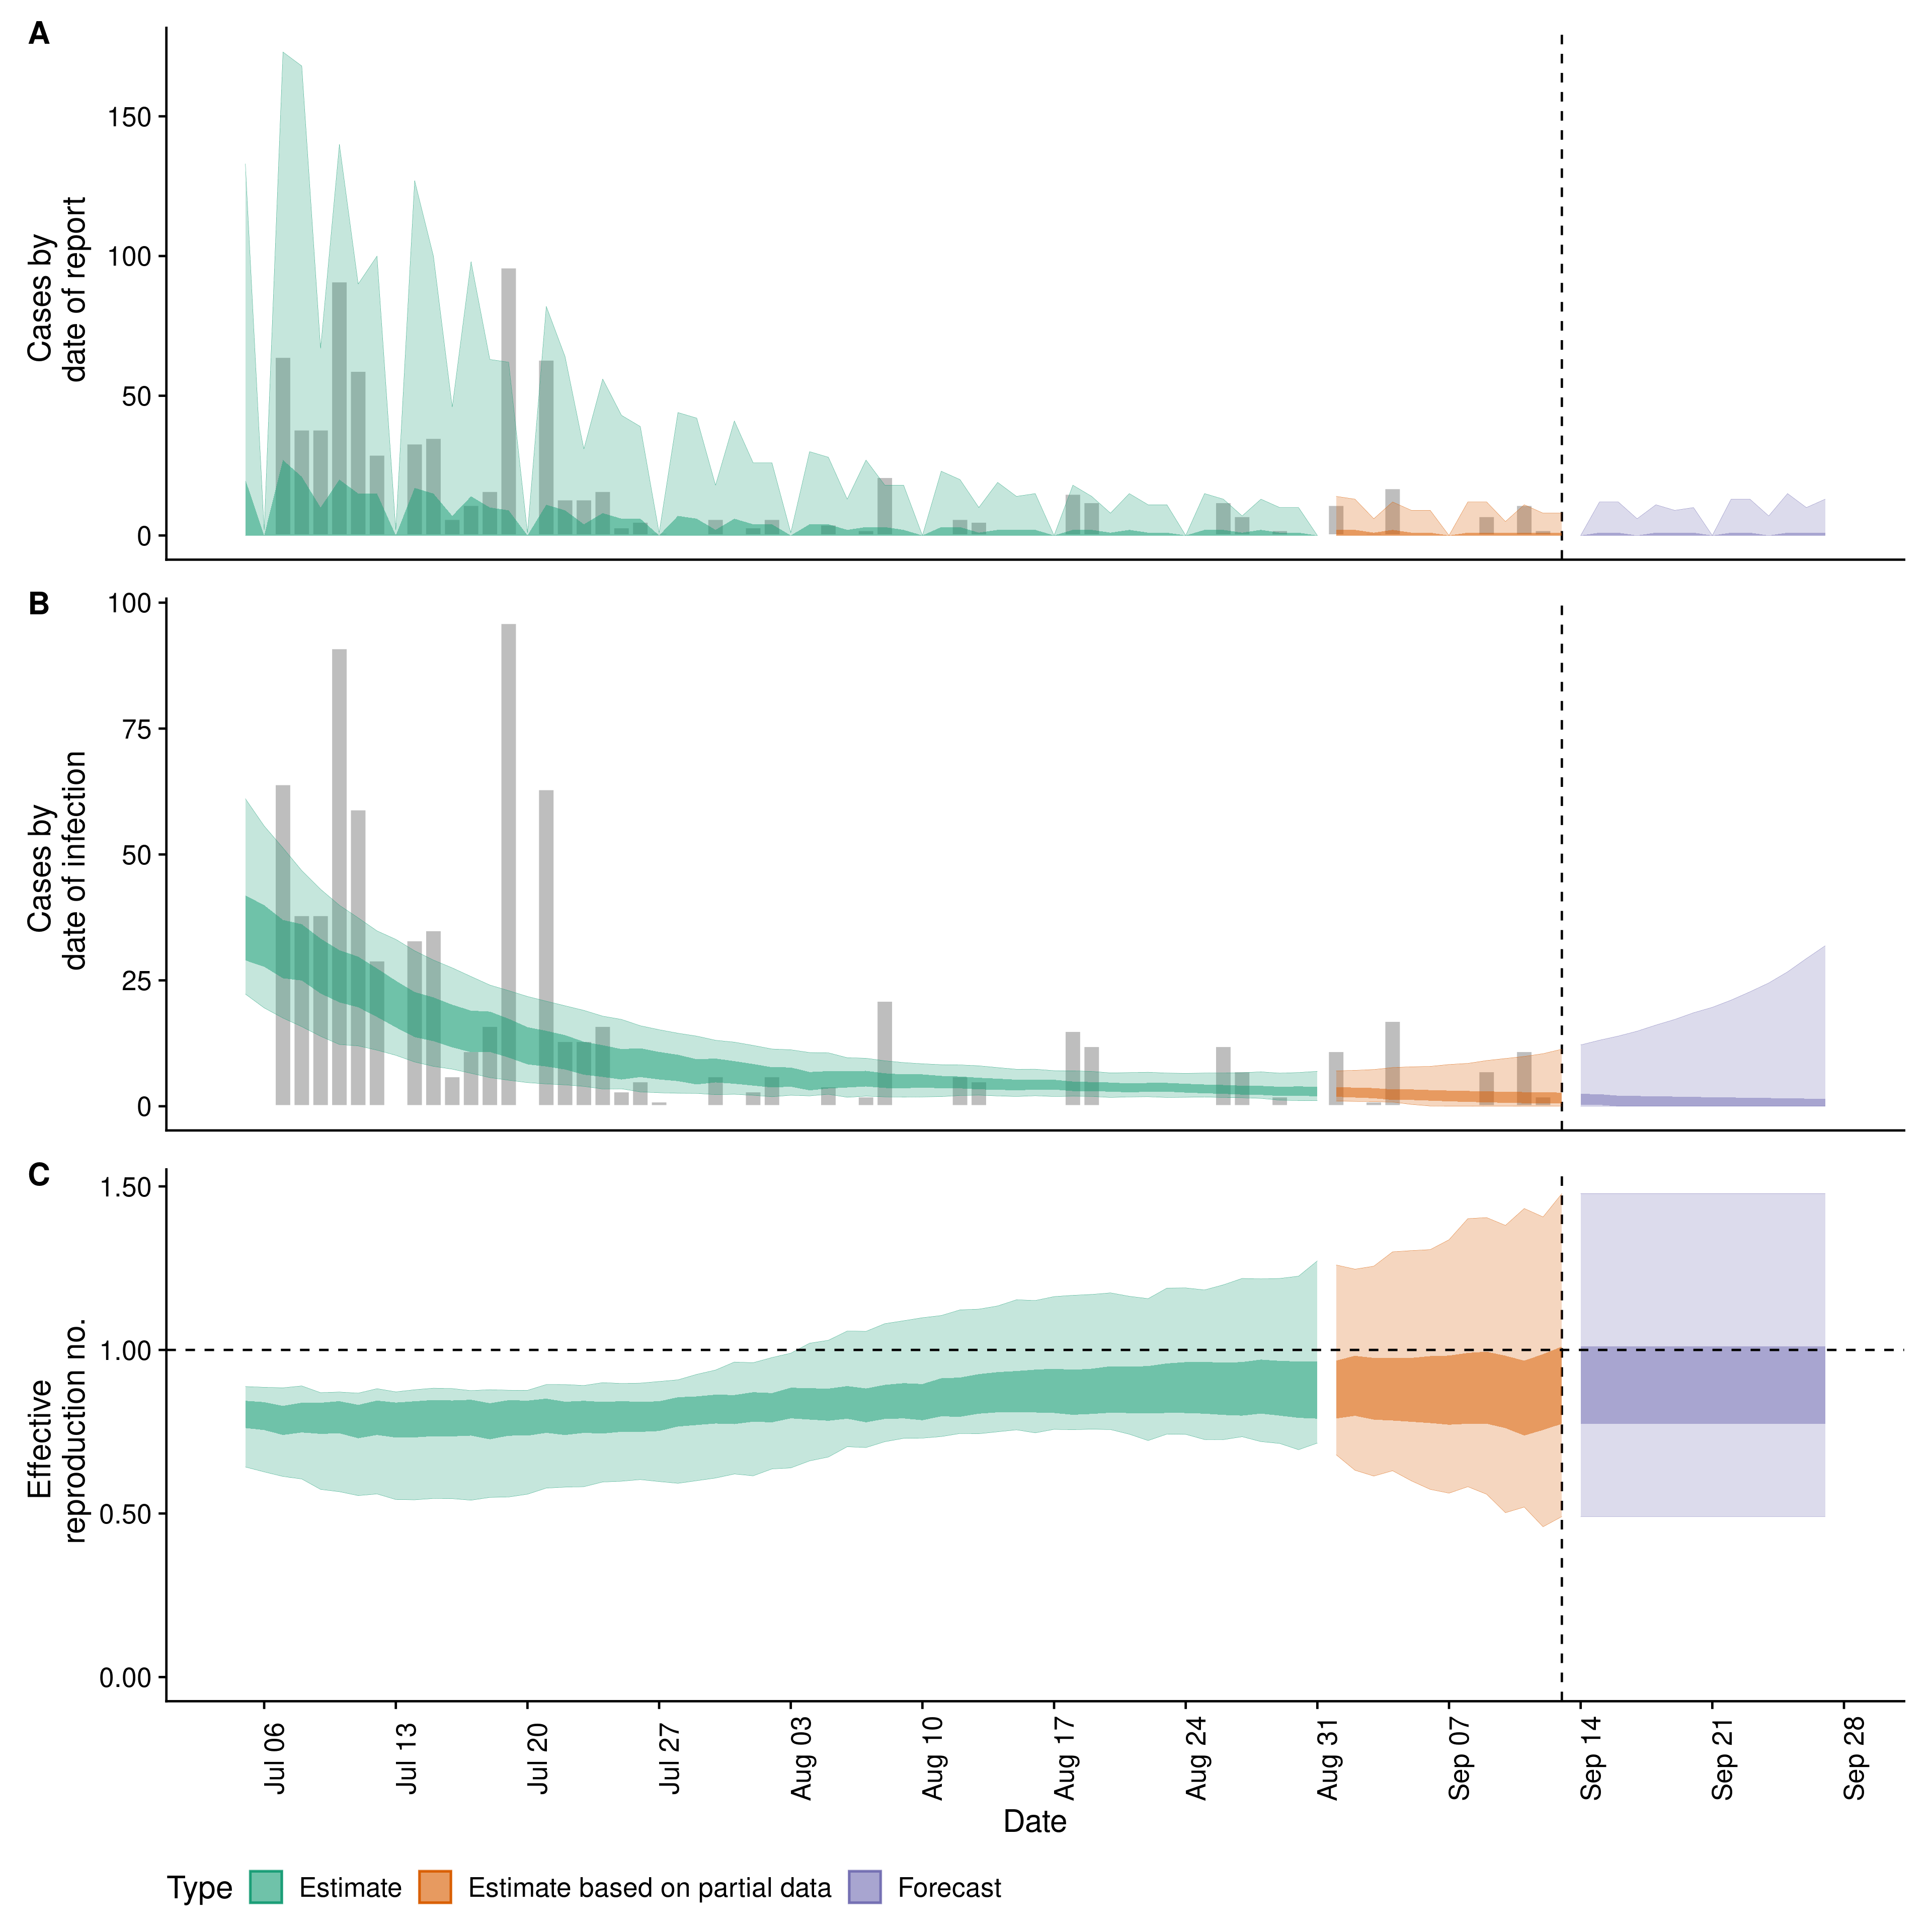 A
Cases by
date of report
150
100
50
0
B
Cases by
date of infection
100
75
50
25
0
C
Effective
reproduction no.
1.50
1.00
0.50
0.00
Jul 06
Jul 13
Jul 20
Jul 27
Aug 03
Aug 10
Aug 17
Aug 24
Aug 31
Sep 07
Sep 14
Sep 21
Sep 28
Date
Type
Estimate
Estimate based on partial data
Forecast